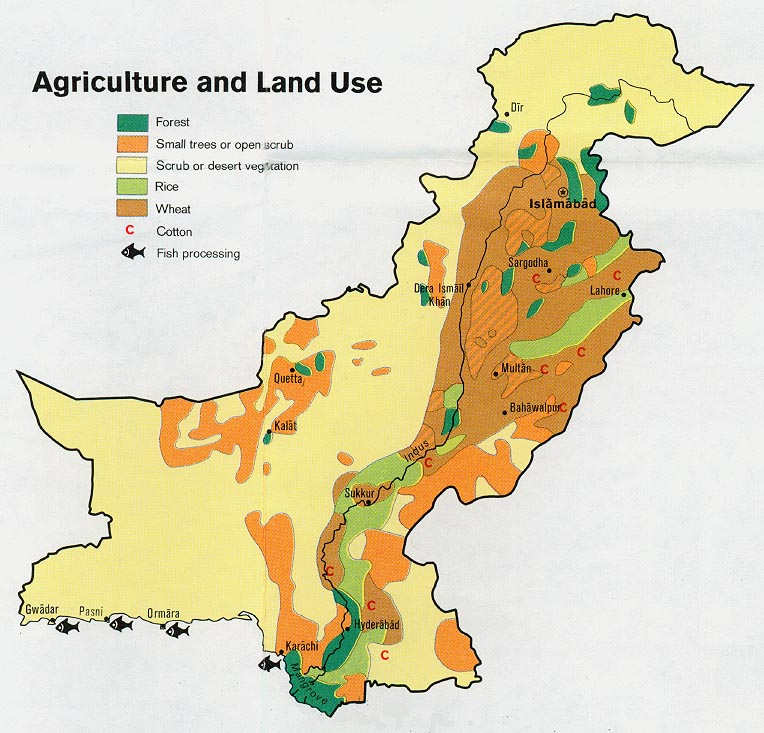 Agriculture and Land Use
Forest
Small trees or open scrub
Scrub or desert vegetation
Rice
Wheat
C Cotton
Fish processing
Dīr
Islāmābād
Sargodha
C
C
Dera Ismāīl
Khān
Lahore
C
Multān
C
Quetta
Bahāwalpur
C
Kalāt
Indus
C
Sukkur
C
C
Gwādar
Pasni
Ormāra
Hyderābād
Karāchi
C
Mangrove